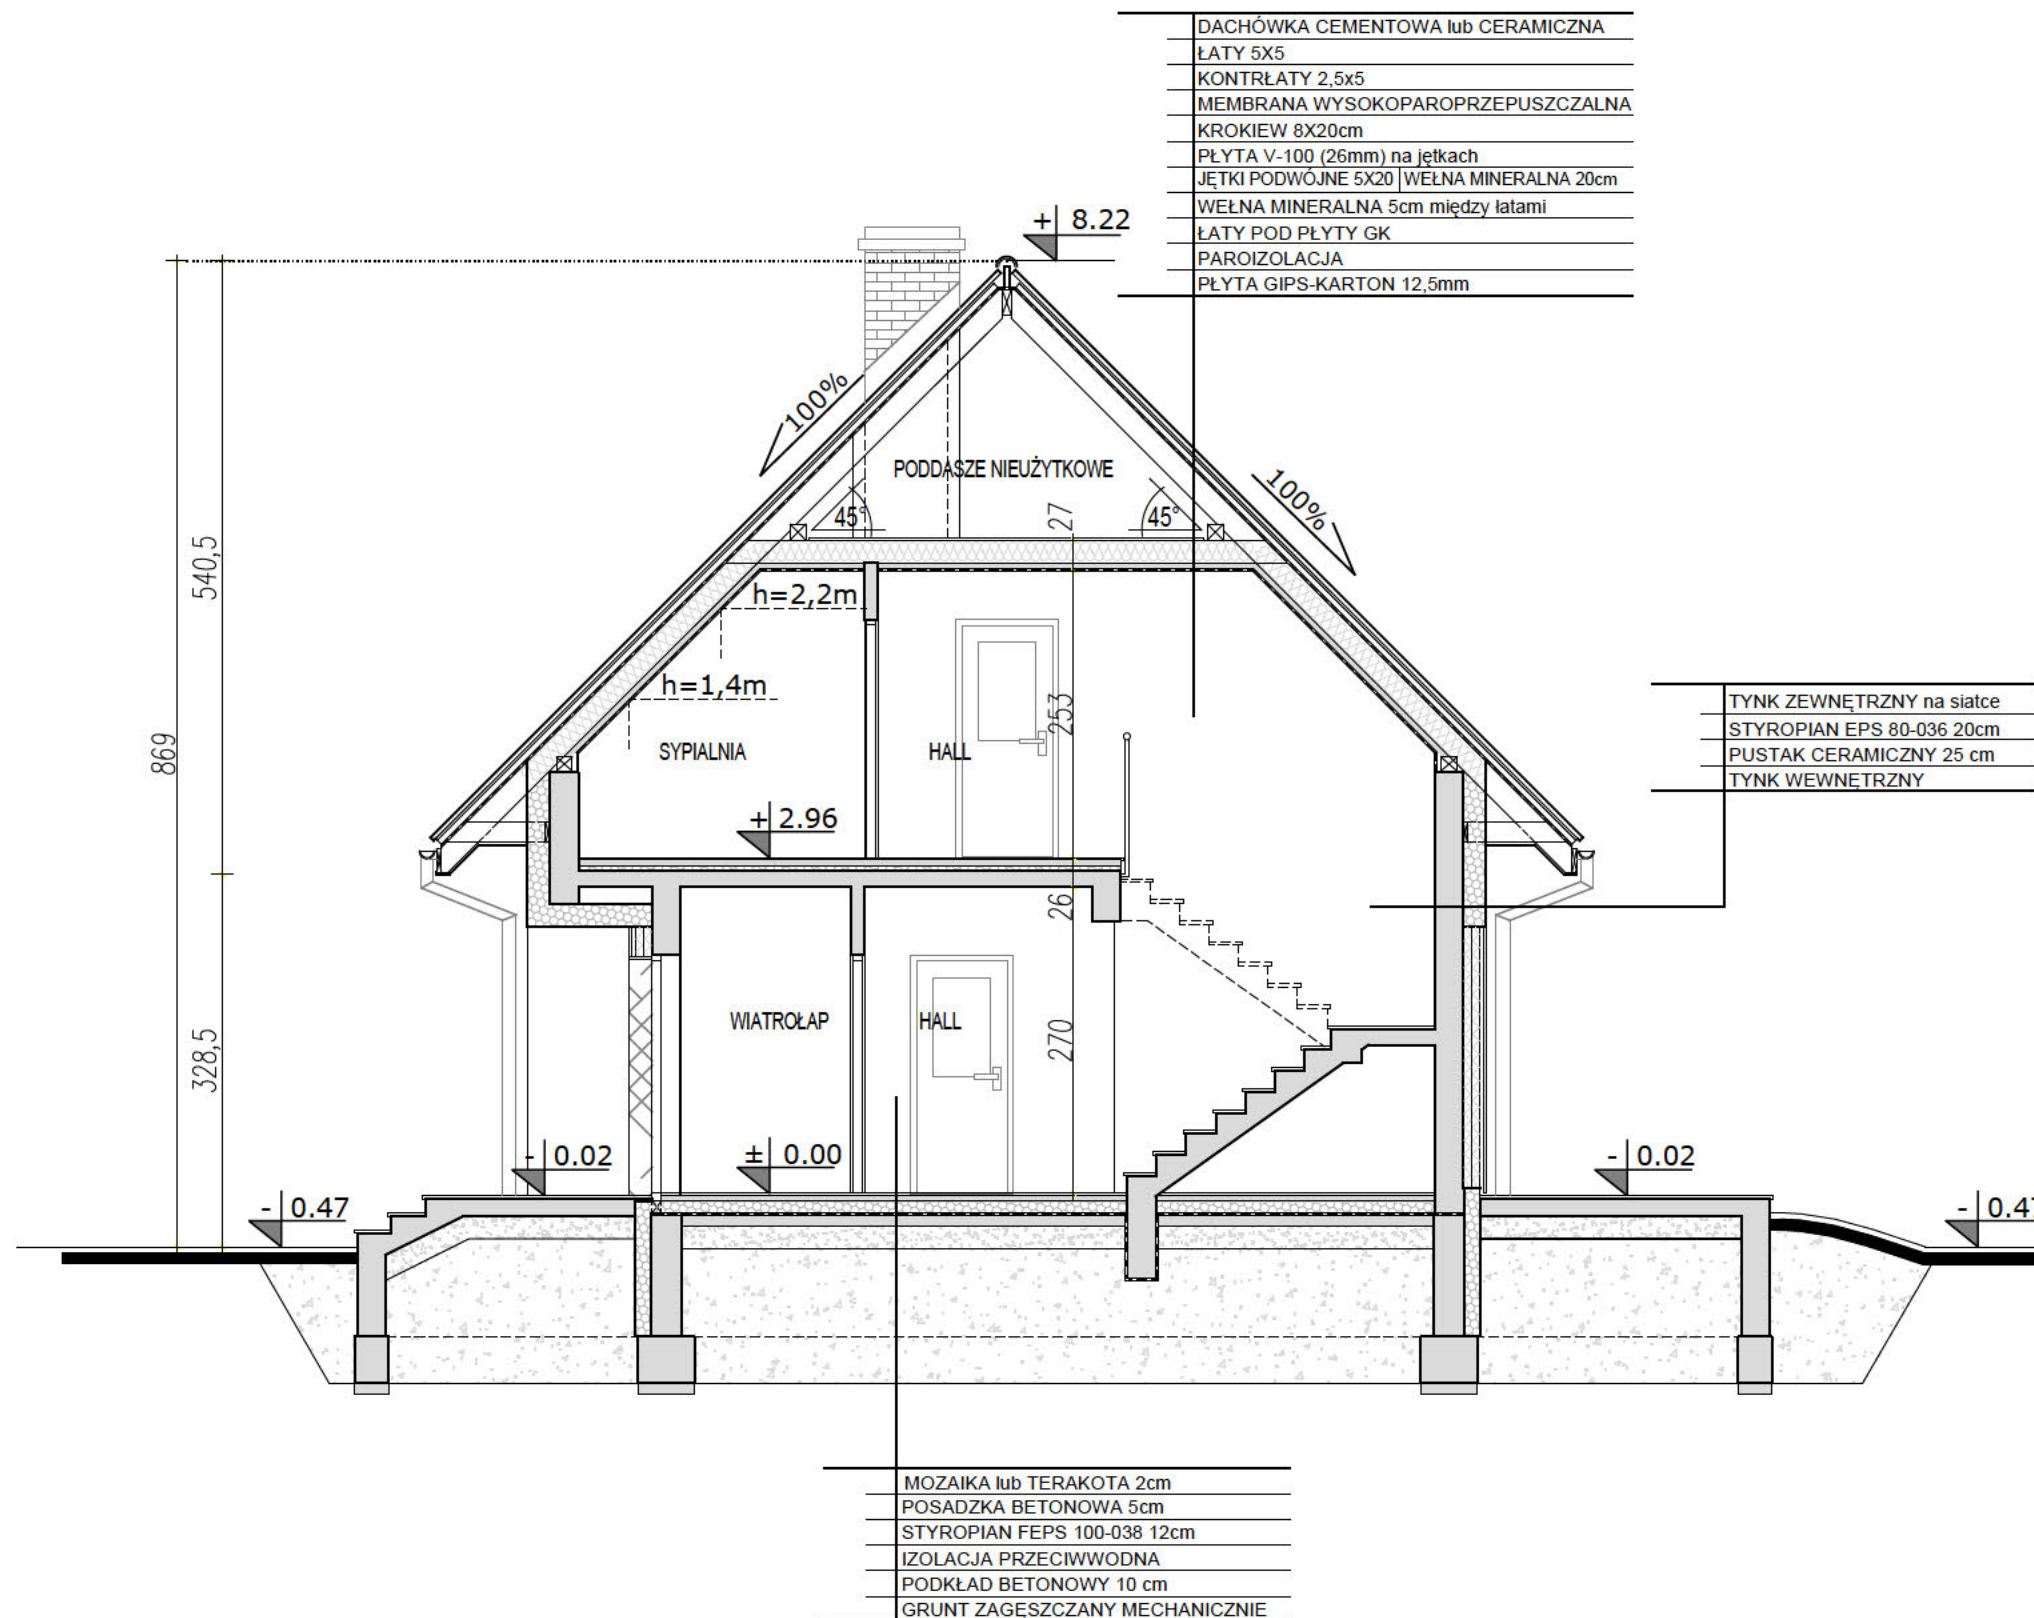 DACHÓWKA CEMENTOWA lub CERAMICZNA
ŁATY 5X5
KONTRŁATY 2,5x5
MEMBRANA WYSOKOPAROPRZEPUSZCZALNA
KROKIEW 8X20cm
PŁYTA V-100 (26mm) na jętkach
JĘTKI PODWÓJNE 5X20 | WEŁNA MINERALNA 20cm
WEŁNA MINERALNA 5cm między łatami
ŁATY POD PŁYTY GK
PAROIZOLACJA
PŁYTA GIPS-KARTON 12,5mm
+ 8.22
100%
100%
PODDASZE NIEUŻYTKOWE
45°
45°
27
540,5
h=2,2m
h=1,4m
253
869
SYPIALNIA
HALL
TYNK ZEWNĘTRZNY na siatce
STYROPIAN EPS 80-036 20cm
PUSTAK CERAMICZNY 25 cm
TYNK WEWNĘTRZNY
+ 2.96
26
328,5
WIATROŁAP
HALL
270
- 0.02
± 0.00
- 0.02
- 0.47
- 0.47
MOZAIKA lub TERAKOTA 2cm
POSADZKA BETONOWA 5cm
STYROPIAN FEPS 100-038 12cm
IZOLACJA PRZECIWWODNA
PODKŁAD BETONOWY 10 cm
GRUNT ZAGĘSZCZANY MECHANICZNIE